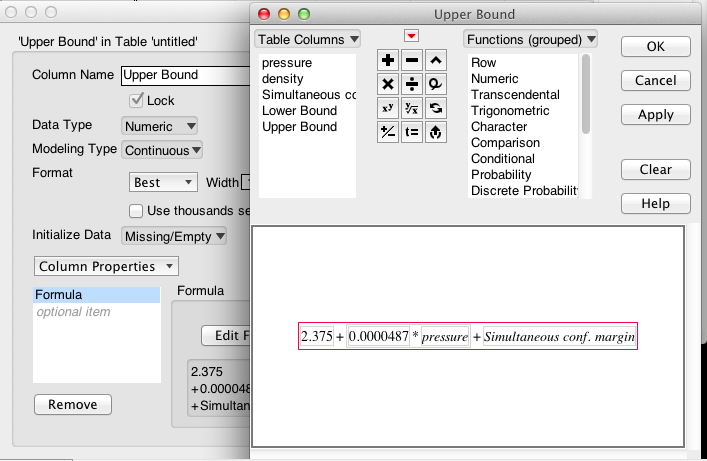 Upper Bound
'Upper Bound' in Table 'untitled'
Column Name Upper Bound
Lock
Data Type Numeric
Modeling Type Continuous
Format
Best Width
Use thousands se
Initialize Data Missing/Empty
Column Properties
Formula
optional item
Remove
Formula
Edit F
2.375
+0.0000487
+Simultan
Table Columns
pressure
density
Simultaneous co
Lower Bound
Upper Bound
Functions (grouped)
Row
Numeric
Transcendental
Trigonometric
Character
Comparison
Conditional
Probability
Discrete Probability
OK
Cancel
Apply
Clear
Help
2.375 + 0.0000487 * pressure + Simultaneous conf. margin